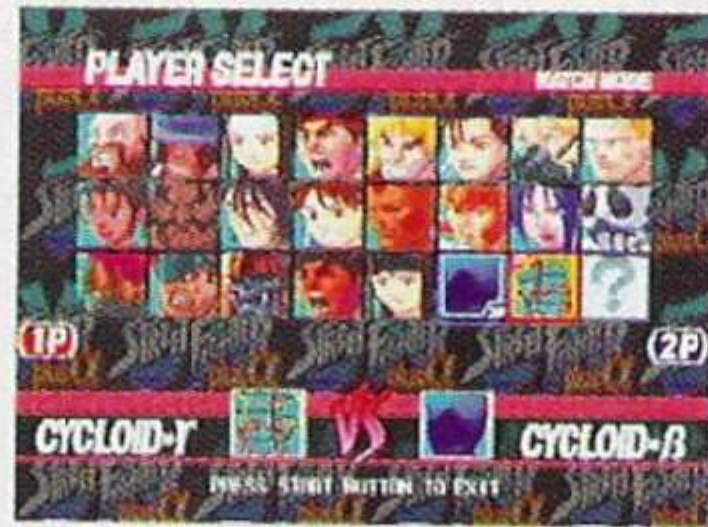 PLAYER SELECT
MATCH MODE
1P
2P
CYCLOID-γ
VS
CYCLOID-β
PRESS START BUTTON TO EXIT